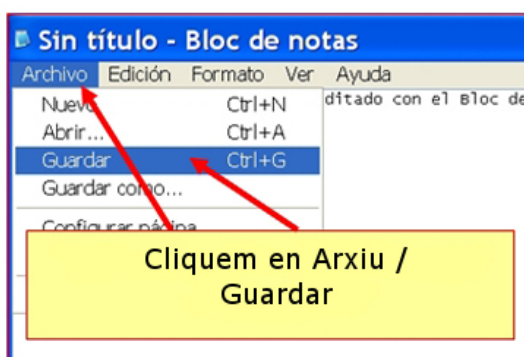 Sin título - Bloc de notas
Archivo Edición Formato Ver Ayuda
Nuevo Ctrl+N
ditado con el Bloc de
Abrir... Ctrl+A
Guardar Ctrl+G
Guardar como...
Configurar página
Cliquem en Arxiu /
Guardar